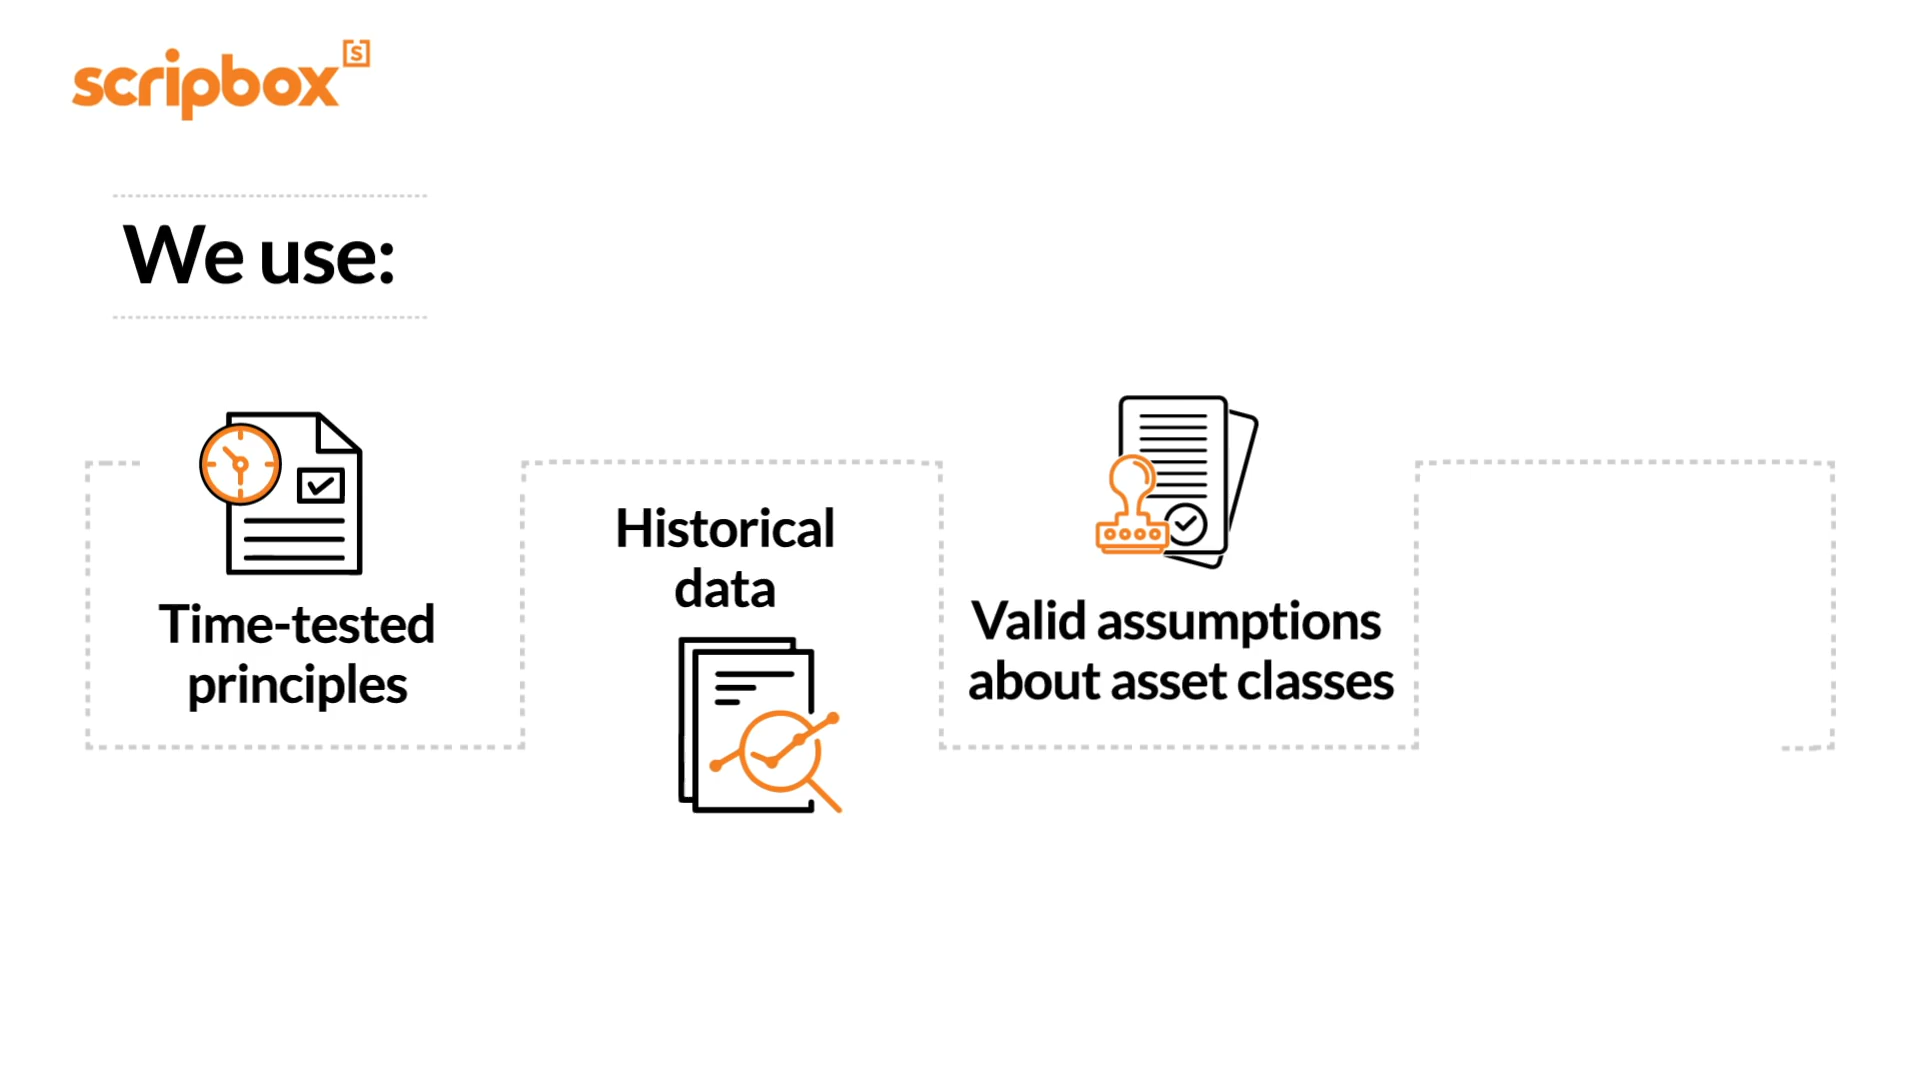 scripbox
S
We use:
Time-tested
principles
Historical
data
Valid assumptions
about asset classes